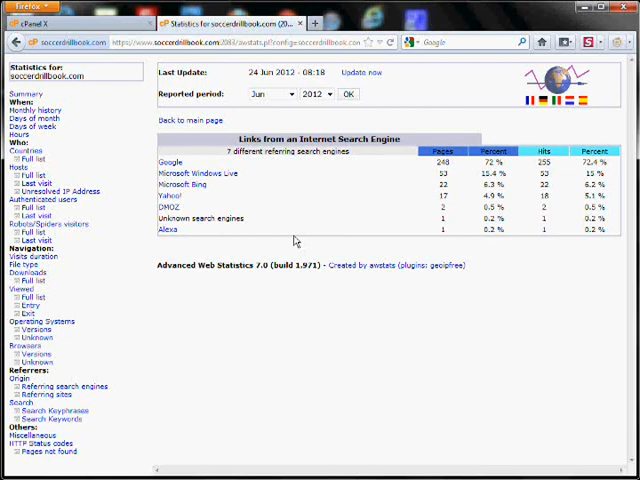 firefox
cPanel X
Statistics for soccerdrillbook.com (20...
cPanel soccerdrillbook.com
https://www.soccerdrillbook.com:2083/awstats.pl?config=soccerdrillbook.com
Google
Statistics for:
soccerdrillbook.com
Summary
When:
Monthly history
Days of month
Days of week
Hours
Who:
Countries
Full list
Hosts
Full list
Last visit
Unresolved IP Address
Authenticated users
Full list
Last visit
Robots/Spiders visitors
Full list
Last visit
Navigation:
Visits duration
File type
Downloads
Full list
Viewed
Full list
Entry
Exit
Operating Systems
Versions
Unknown
Browsers
Versions
Unknown
Referrers:
Origin
Referring search engines
Referring sites
Search
Search Keyphrases
Search Keywords
Others:
Miscellaneous
HTTP Status codes
Pages not found
Last Update: 24 Jun 2012 - 08:18 Update now
Reported period: Jun 2012 OK
Back to main page
Links from an Internet Search Engine
7 different referring search engines Pages Percent Hits Percent
Google 248 72 % 255 72.4 %
Microsoft Windows Live 53 15.4 % 53 15 %
Microsoft Bing 22 6.3 % 22 6.2 %
Yahoo! 17 4.9 % 18 5.1 %
DMOZ 2 0.5 % 2 0.5 %
Unknown search engines 1 0.2 % 1 0.2 %
Alexa 1 0.2 % 1 0.2 %
Advanced Web Statistics 7.0 (build 1.971) - Created by awstats (plugins: geoipfree)